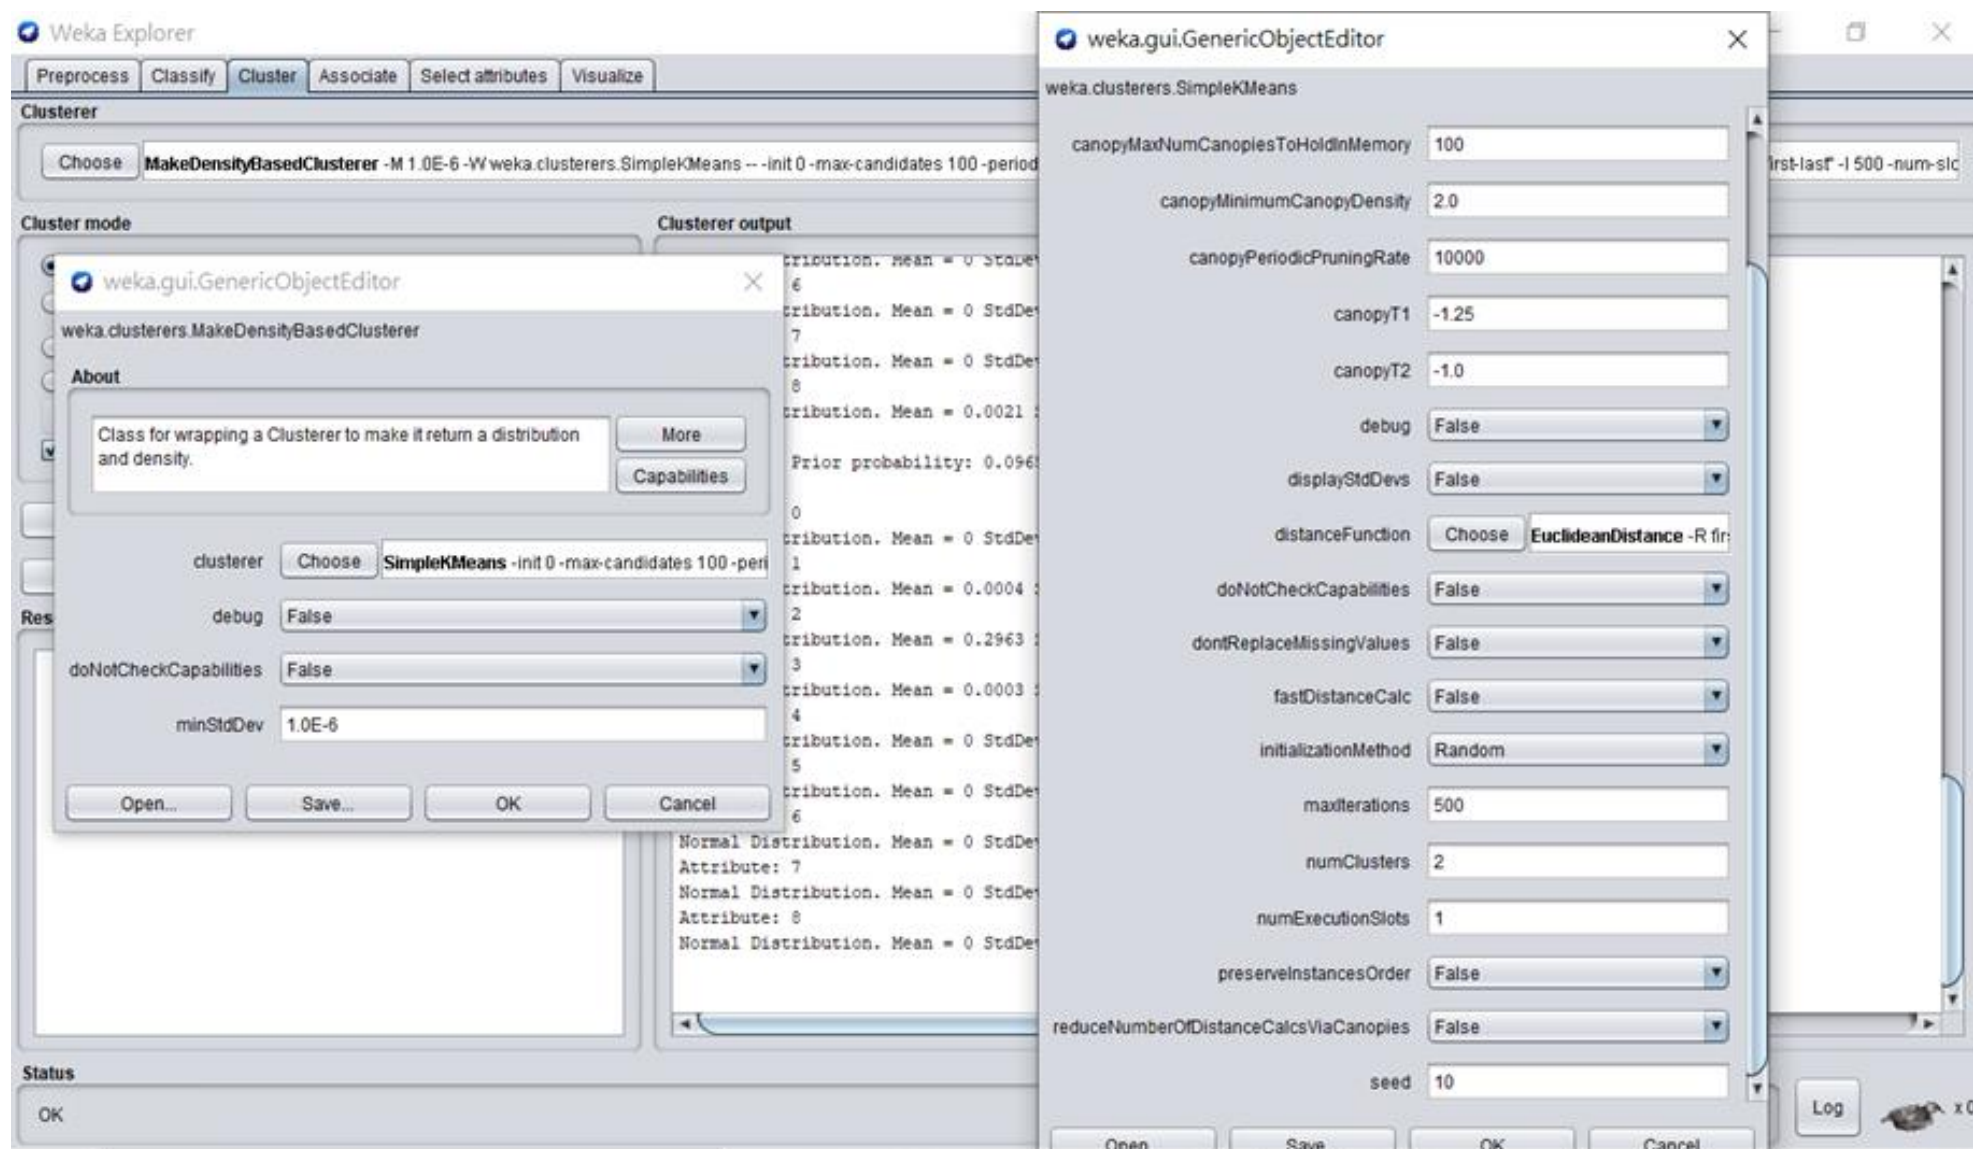 Weka Explorer
Preprocess Classify Cluster Associate Select attributes Visualize
Clusterer
Choose MakeDensityBasedClusterer -M 1.0E-6 -W weka.clusterers.SimpleKMeans -- -init 0 -max-candidates 100 -period
irst-last" -I 500 -num-slo
Cluster mode
Clusterer output
tribution. Mean = 0 StdDev
6
tribution. Mean = 0 StdDev
7
tribution. Mean = 0 StdDev
8
tribution. Mean = 0.0021
Prior probability: 0.096
0
tribution. Mean = 0 StdDev
1
tribution. Mean = 0.0004
2
tribution. Mean = 0.2963
3
tribution. Mean = 0.0003
4
tribution. Mean = 0 StdDev
5
tribution. Mean = 0 StdDev
6
Normal Distribution. Mean = 0 StdDev
Attribute: 7
Normal Distribution. Mean = 0 StdDev
Attribute: 8
Normal Distribution. Mean = 0 StdDev
Res
Status
OK
Log
x 0
weka.gui.GenericObjectEditor
weka.clusterers.MakeDensityBasedClusterer
About
Class for wrapping a Clusterer to make it return a distribution
and density.
More
Capabilities
clusterer Choose SimpleKMeans -init 0 -max-candidates 100 -peri
debug False
doNotCheckCapabilities False
minStdDev 1.0E-6
Open... Save... OK Cancel
weka.gui.GenericObjectEditor
weka.clusterers.SimpleKMeans
canopyMaxNumCanopiesToHoldInMemory 100
canopyMinimumCanopyDensity 2.0
canopyPeriodicPruningRate 10000
canopyT1 -1.25
canopyT2 -1.0
debug False
displayStdDevs False
distanceFunction Choose EuclideanDistance -R fir
doNotCheckCapabilities False
dontReplaceMissingValues False
fastDistanceCalc False
initializationMethod Random
maxIterations 500
numClusters 2
numExecutionSlots 1
preserveInstancesOrder False
reduceNumberOfDistanceCalcsViaCanopies False
seed 10
Open... Save... OK Cancel